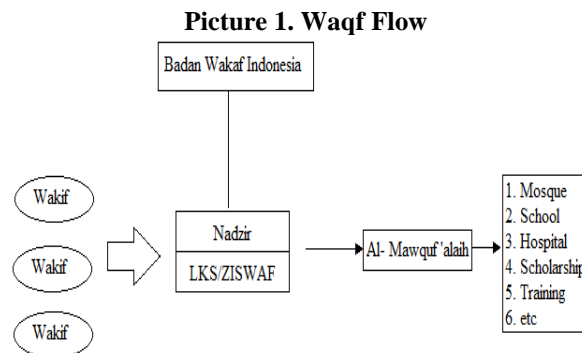 Picture 1. Waqf Flow
Badan Wakaf Indonesia
Wakif
Wakif
Wakif
Nadzir
LKS/ZISWAF
Al- Mawquf 'alaih
1. Mosque
2. School
3. Hospital
4. Scholarship
5. Training
6. etc